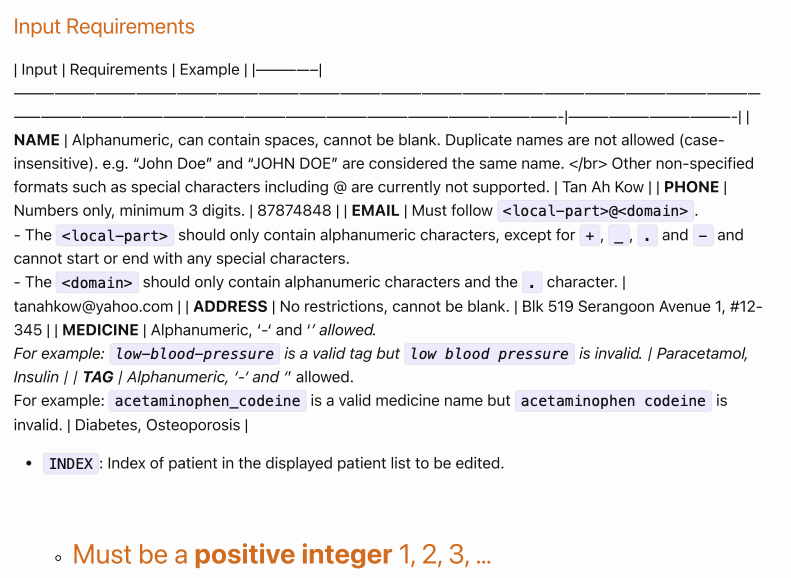 Input Requirements
| Input | Requirements | Example | |————–|
———————————————————————————————————————————————————————
————————————————————————————————————————-|———————————-| |
NAME | Alphanumeric, can contain spaces, cannot be blank. Duplicate names are not allowed (case-
insensitive). e.g. “John Doe” and “JOHN DOE” are considered the same name. </br> Other non-specified
formats such as special characters including @ are currently not supported. | Tan Ah Kow | | PHONE |
Numbers only, minimum 3 digits. | 87874848 | | EMAIL | Must follow <local-part>@<domain> .
- The <local-part> should only contain alphanumeric characters, except for + , _ , . and - and
cannot start or end with any special characters.
- The <domain> should only contain alphanumeric characters and the . character. |
tanahkow@yahoo.com | | ADDRESS | No restrictions, cannot be blank. | Blk 519 Serangoon Avenue 1, #12-
345 | | MEDICINE | Alphanumeric, ‘-‘ and ‘’ allowed.
For example: low-blood-pressure is a valid tag but low blood pressure is invalid. | Paracetamol,
Insulin | | TAG | Alphanumeric, ‘-‘ and ‘’ allowed.
For example: acetaminophen_codeine is a valid medicine name but acetaminophen codeine is
invalid. | Diabetes, Osteoporosis |
• INDEX : Index of patient in the displayed patient list to be edited.
◦ Must be a positive integer 1, 2, 3, …